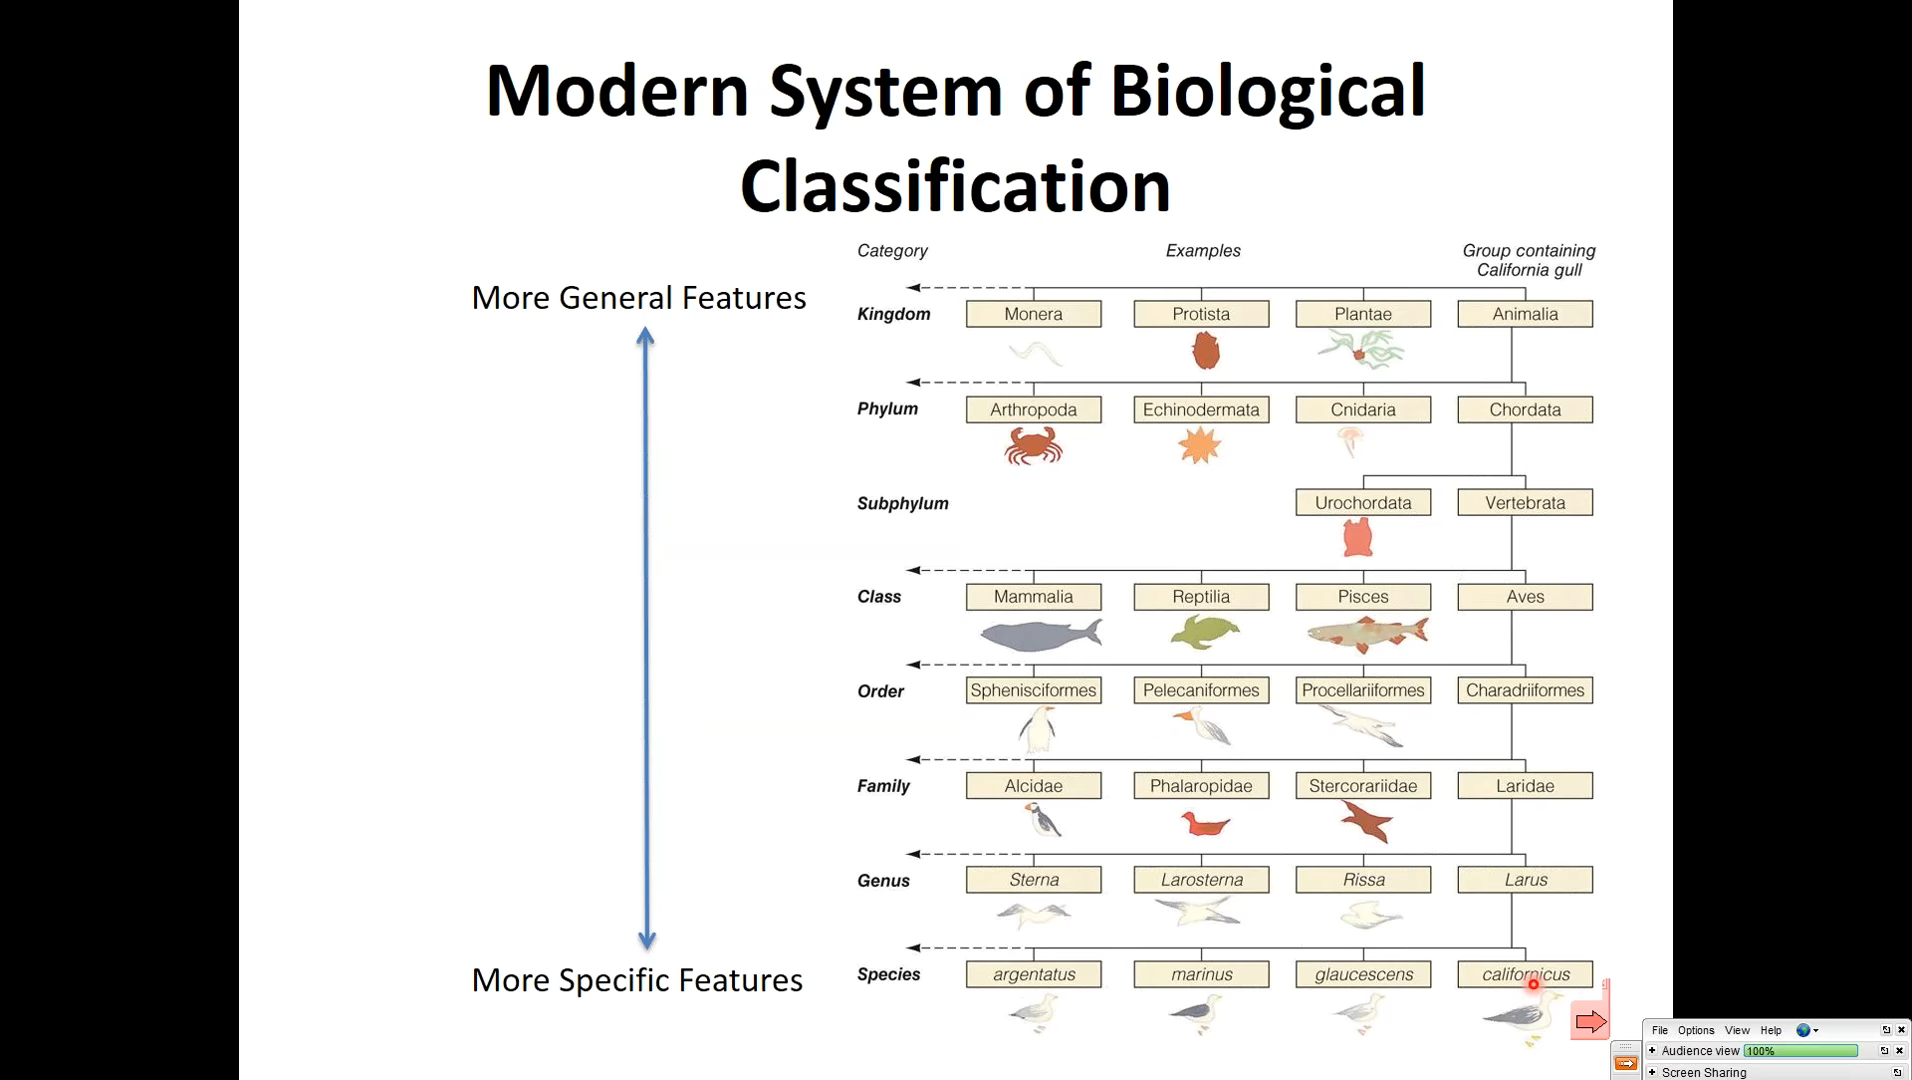 Modern System of Biological
Classification
Category Examples Group containing
California gull
More General Features
Kingdom Monera Protista Plantae Animalia
Phylum Arthropoda Echinodermata Cnidaria Chordata
Subphylum Urochordata Vertebrata
Class Mammalia Reptilia Pisces Aves
Order Sphenisciformes Pelecaniformes Procellariiformes Charadriiformes
Family Alcidae Phalaropidae Stercorariidae Laridae
Genus Sterna Larosterna Rissa Larus
More Specific Features
Species argentatus marinus glaucescens californicus
File Options View Help
Audience view 100%
Screen Sharing